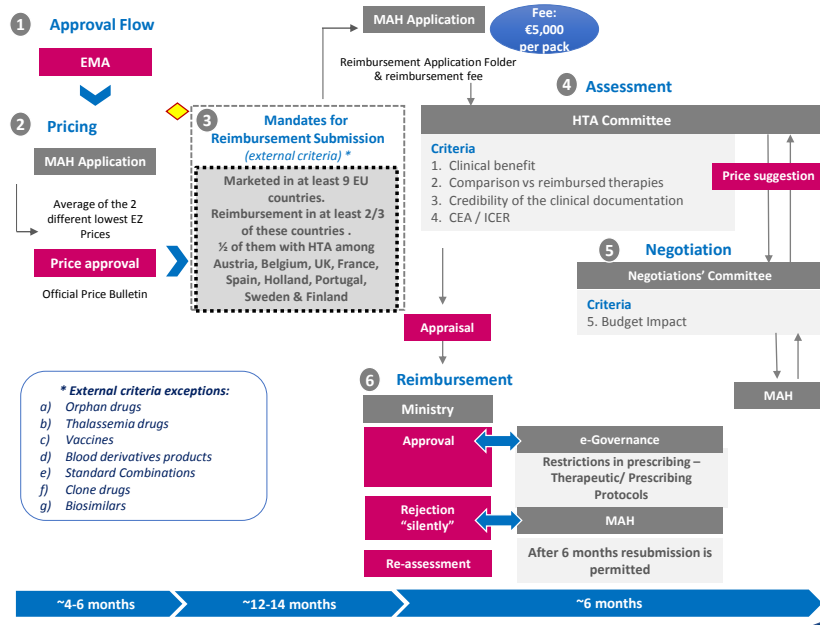 1 Approval Flow
EMA
2 Pricing
MAH Application
Average of the 2
different lowest EZ
Prices
Price approval
Official Price Bulletin
3 Mandates for
Reimbursement Submission
(external criteria) *
Marketed in at least 9 EU
countries.
Reimbursement in at least 2/3
of these countries .
½ of them with HTA among
Austria, Belgium, UK, France,
Spain, Holland, Portugal,
Sweden & Finland
MAH Application
Fee:
€5,000
per pack
Reimbursement Application Folder
& reimbursement fee
4 Assessment
HTA Committee
Criteria
1. Clinical benefit
2. Comparison vs reimbursed therapies
3. Credibility of the clinical documentation
4. CEA / ICER
Price suggestion
5 Negotiation
Negotiations’ Committee
Criteria
5. Budget Impact
MAH
Appraisal
6 Reimbursement
Ministry
Approval
e-Governance
Restrictions in prescribing –
Therapeutic/ Prescribing
Protocols
Rejection
“silently”
MAH
Re-assessment
After 6 months resubmission is
permitted
* External criteria exceptions:
a) Orphan drugs
b) Thalassemia drugs
c) Vaccines
d) Blood derivatives products
e) Standard Combinations
f) Clone drugs
g) Biosimilars
~4-6 months
~12-14 months
~6 months